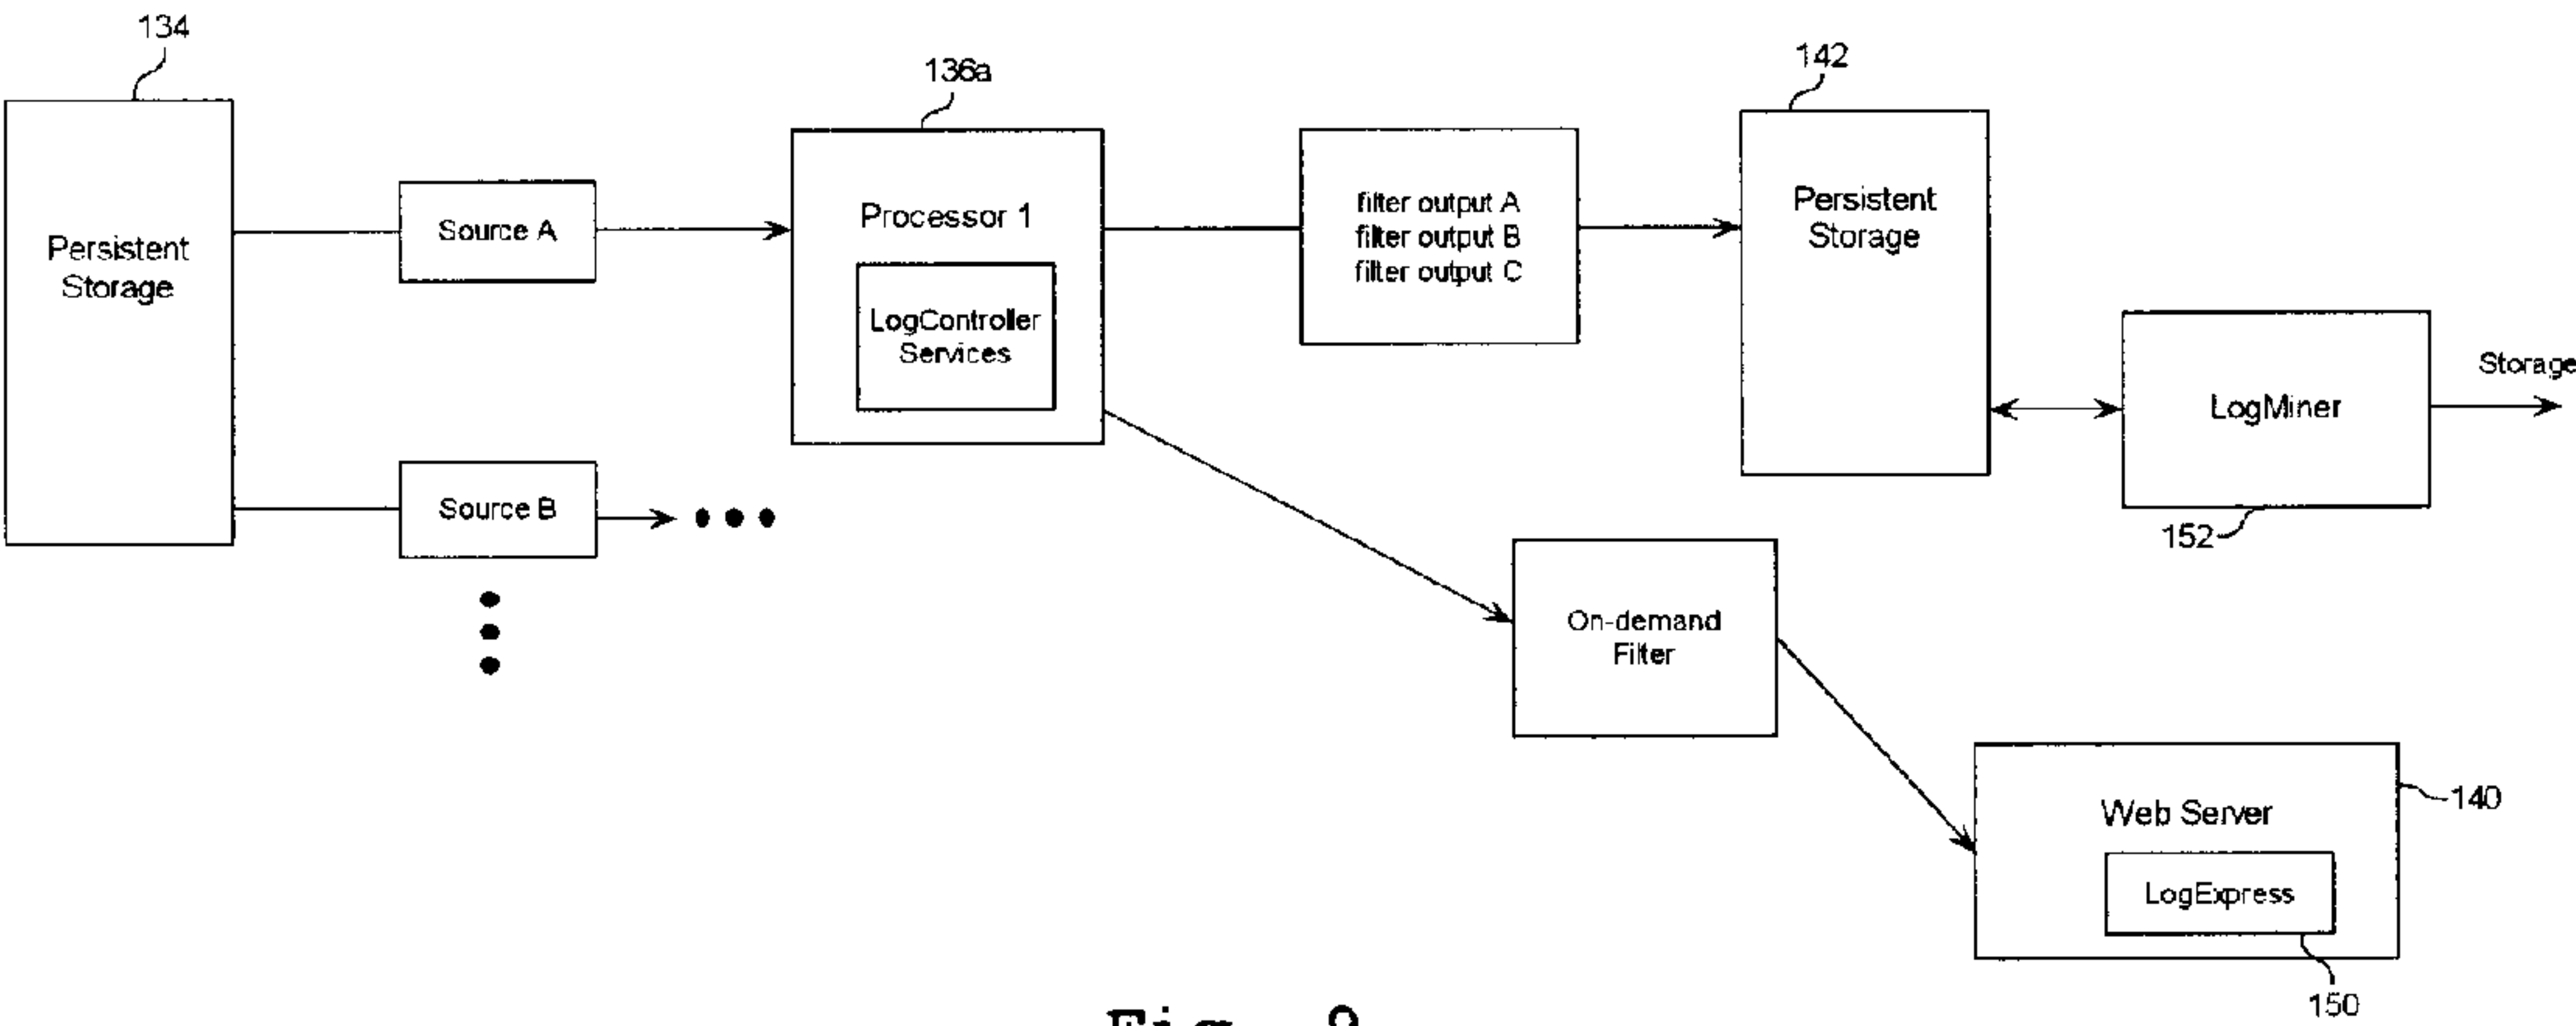 134
136a
142
Persistent
Storage
Source A
Processor 1
LogController
Services
filter output A
filter output B
filter output C
Persistent
Storage
Storage
LogMiner
152
Source B
On-demand
Filter
Web Server
140
LogExpress
150